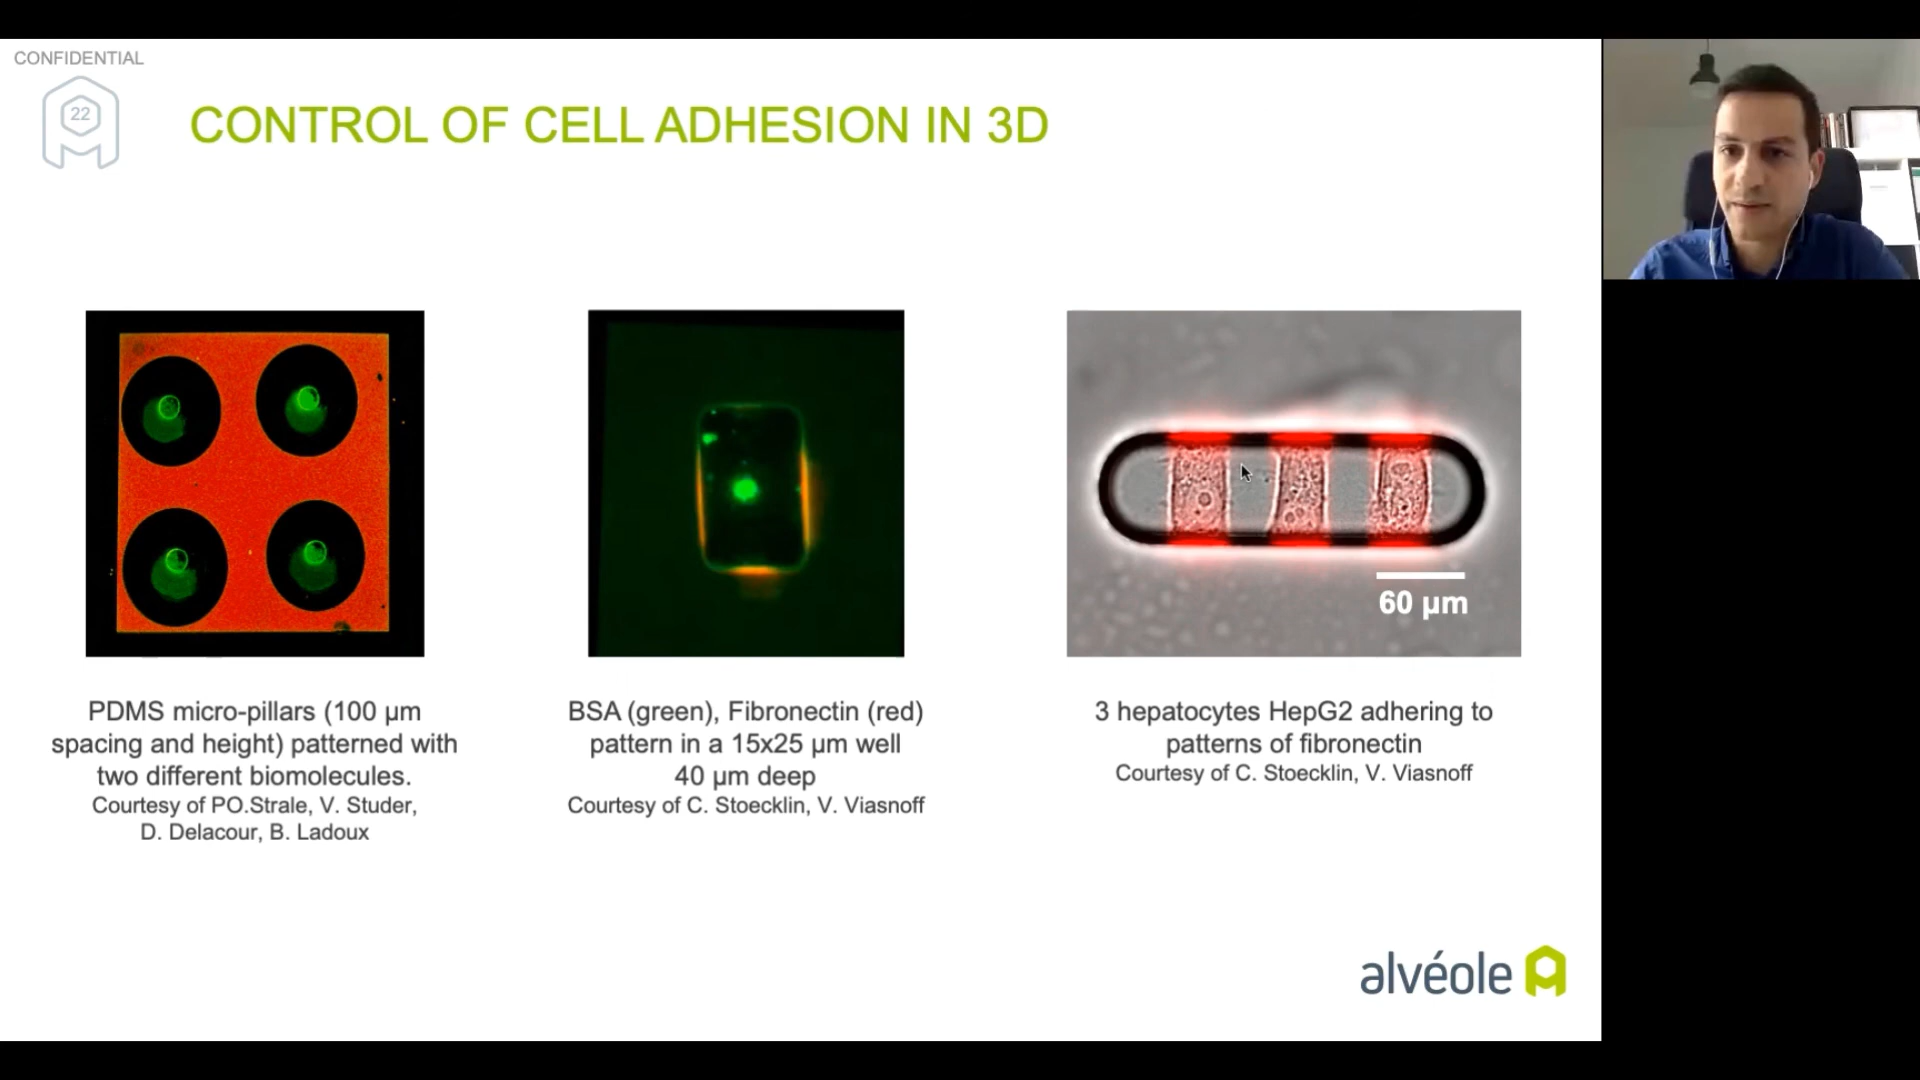 CONFIDENTIAL
22
CONTROL OF CELL ADHESION IN 3D
60 µm
PDMS micro-pillars (100 µm
spacing and height) patterned with
two different biomolecules.
Courtesy of PO.Strale, V. Studer,
D. Delacour, B. Ladoux
BSA (green), Fibronectin (red)
pattern in a 15x25 µm well
40 µm deep
Courtesy of C. Stoecklin, V. Viasnoff
3 hepatocytes HepG2 adhering to
patterns of fibronectin
Courtesy of C. Stoecklin, V. Viasnoff
alvéole